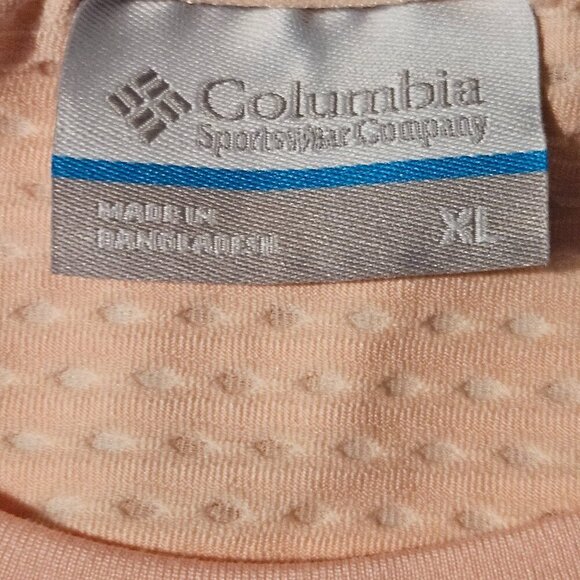 Columbia
Sportswear Company
MADE IN
BANGLADESH
XL